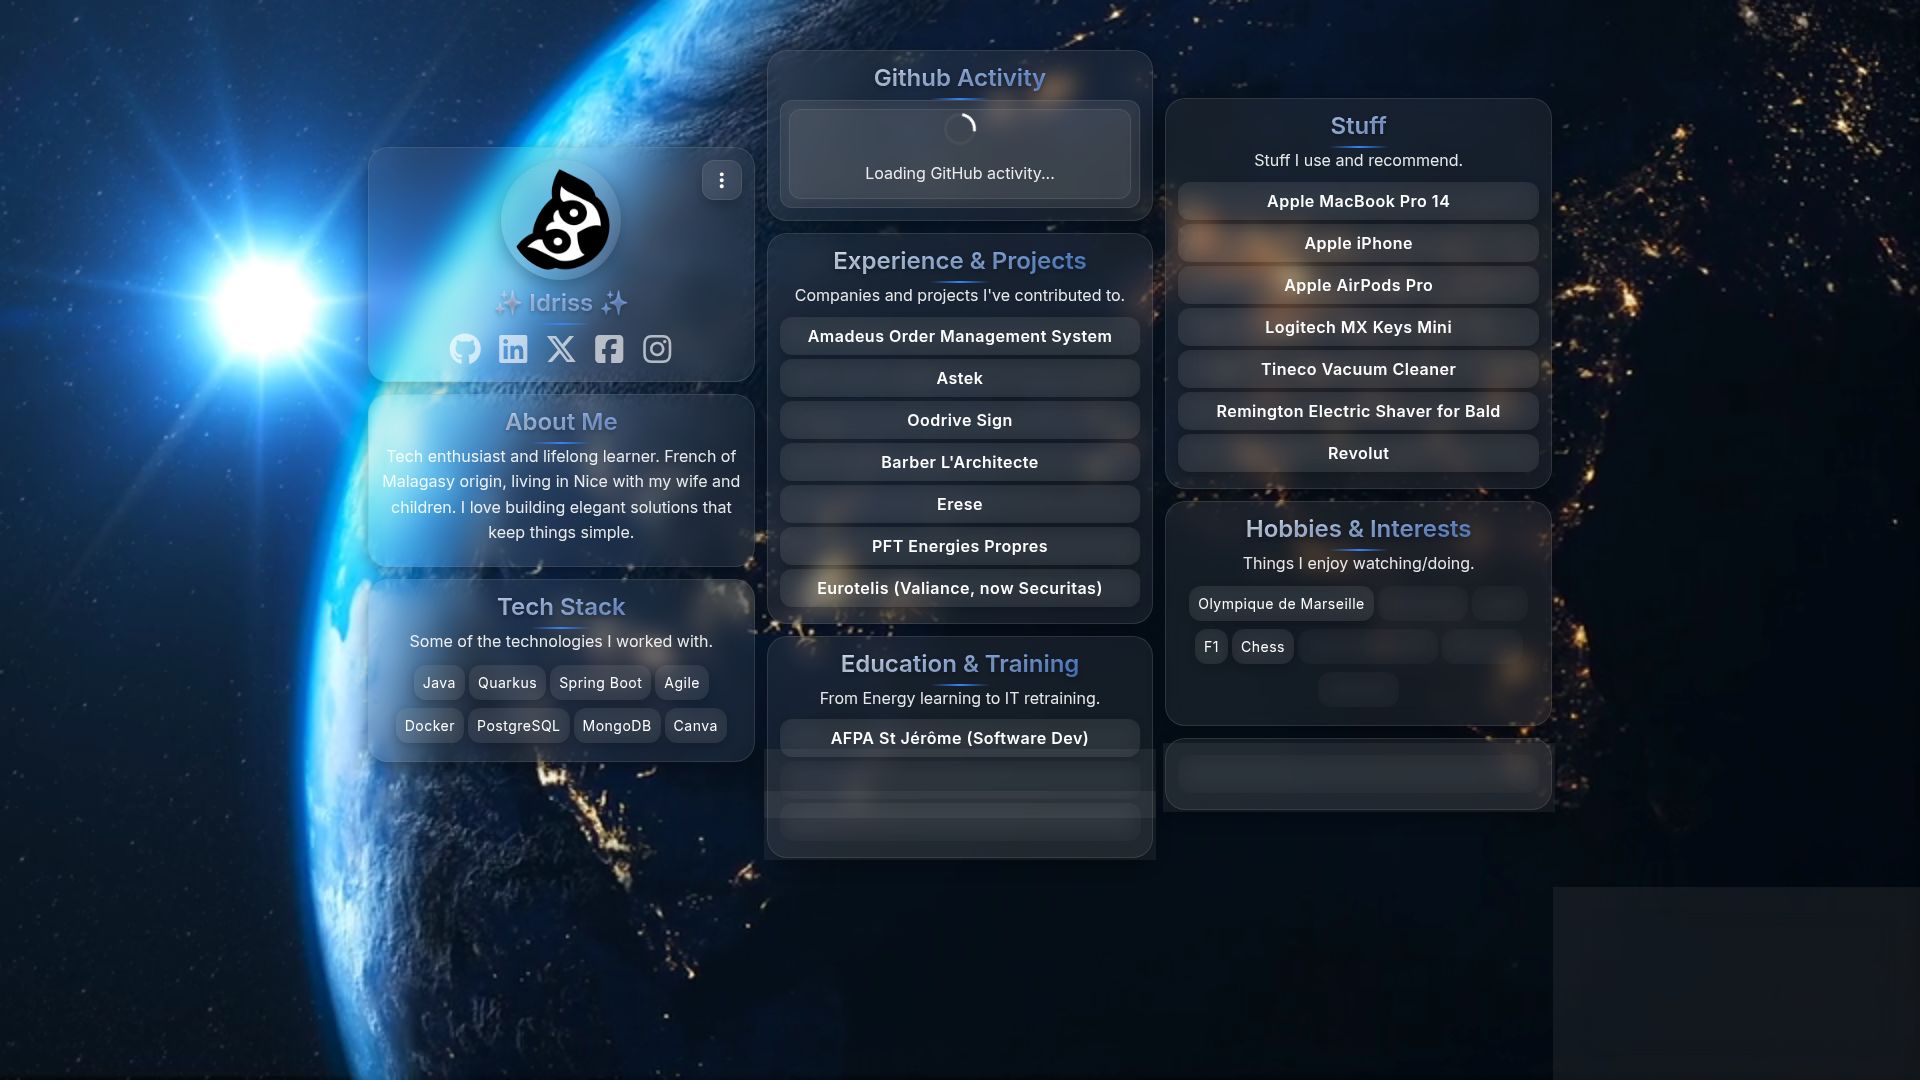 ✨ Idriss ✨
About Me
Tech enthusiast and lifelong learner. French of
Malagasy origin, living in Nice with my wife and
children. I love building elegant solutions that
keep things simple.
Tech Stack
Some of the technologies I worked with.
Java Quarkus Spring Boot Agile
Docker PostgreSQL MongoDB Canva
Github Activity
Loading GitHub activity...
Experience & Projects
Companies and projects I've contributed to.
Amadeus Order Management System
Astek
Oodrive Sign
Barber L'Architecte
Erese
PFT Energies Propres
Eurotelis (Valiance, now Securitas)
Education & Training
From Energy learning to IT retraining.
AFPA St Jérôme (Software Dev)
Stuff
Stuff I use and recommend.
Apple MacBook Pro 14
Apple iPhone
Apple AirPods Pro
Logitech MX Keys Mini
Tineco Vacuum Cleaner
Remington Electric Shaver for Bald
Revolut
Hobbies & Interests
Things I enjoy watching/doing.
Olympique de Marseille
F1 Chess